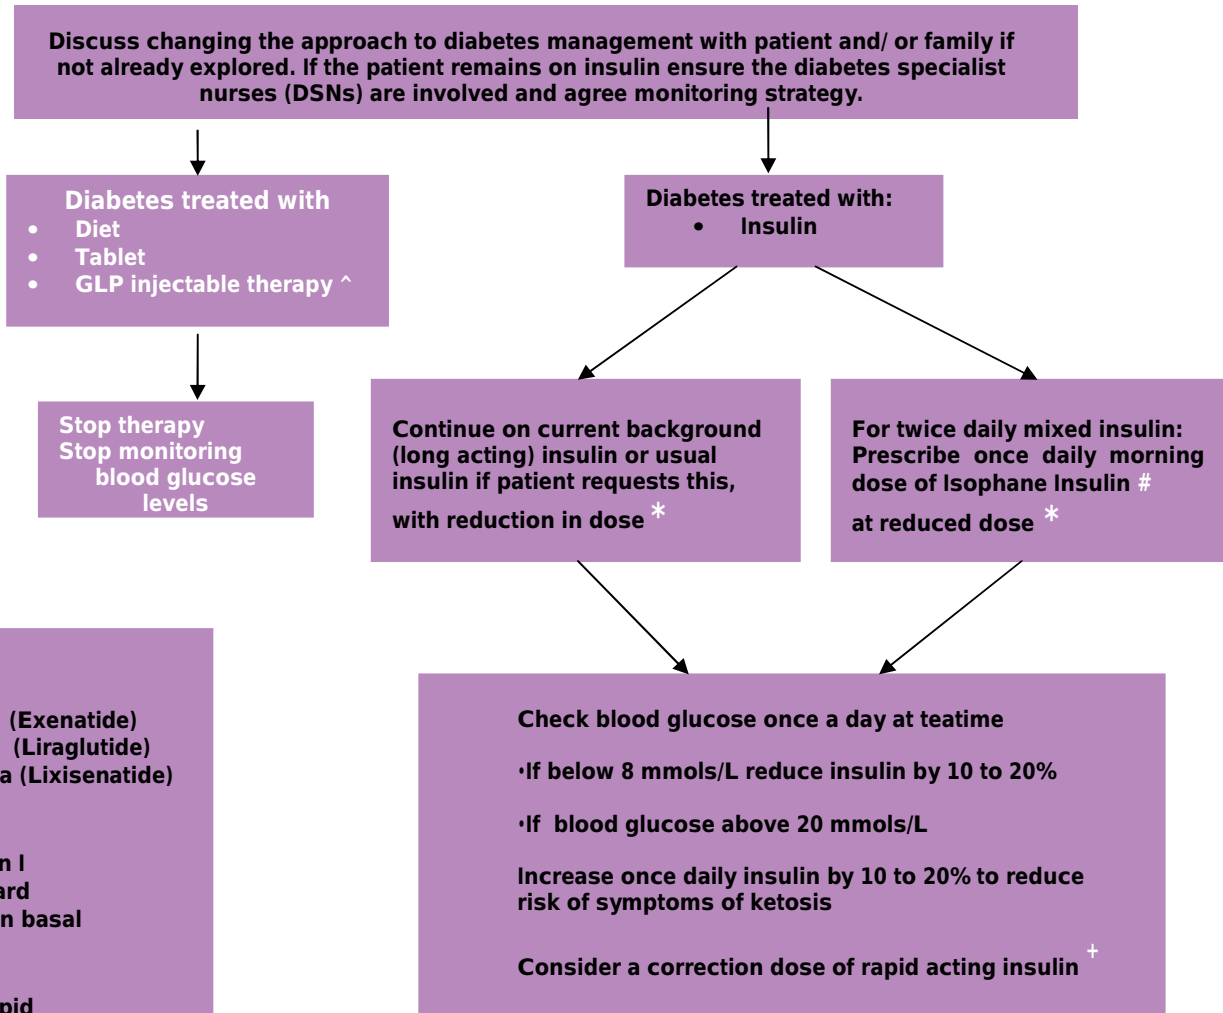 Discuss changing the approach to diabetes management with patient and/ or family if
not already explored. If the patient remains on insulin ensure the diabetes specialist
nurses (DSNs) are involved and agree monitoring strategy.
Diabetes treated with
• Diet
• Tablet
• GLP injectable therapy ^
Diabetes treated with:
• Insulin
Stop therapy
Stop monitoring
blood glucose
levels
Continue on current background
(long acting) insulin or usual
insulin if patient requests this,
with reduction in dose *
For twice daily mixed insulin:
Prescribe once daily morning
dose of Isophane Insulin #
at reduced dose *
(Exenatide)
(Liraglutide)
a (Lixisenatide)
n I
ard
n basal
pid
Check blood glucose once a day at teatime
•If below 8 mmols/L reduce insulin by 10 to 20%
•If blood glucose above 20 mmols/L
Increase once daily insulin by 10 to 20% to reduce
risk of symptoms of ketosis
Consider a correction dose of rapid acting insulin +